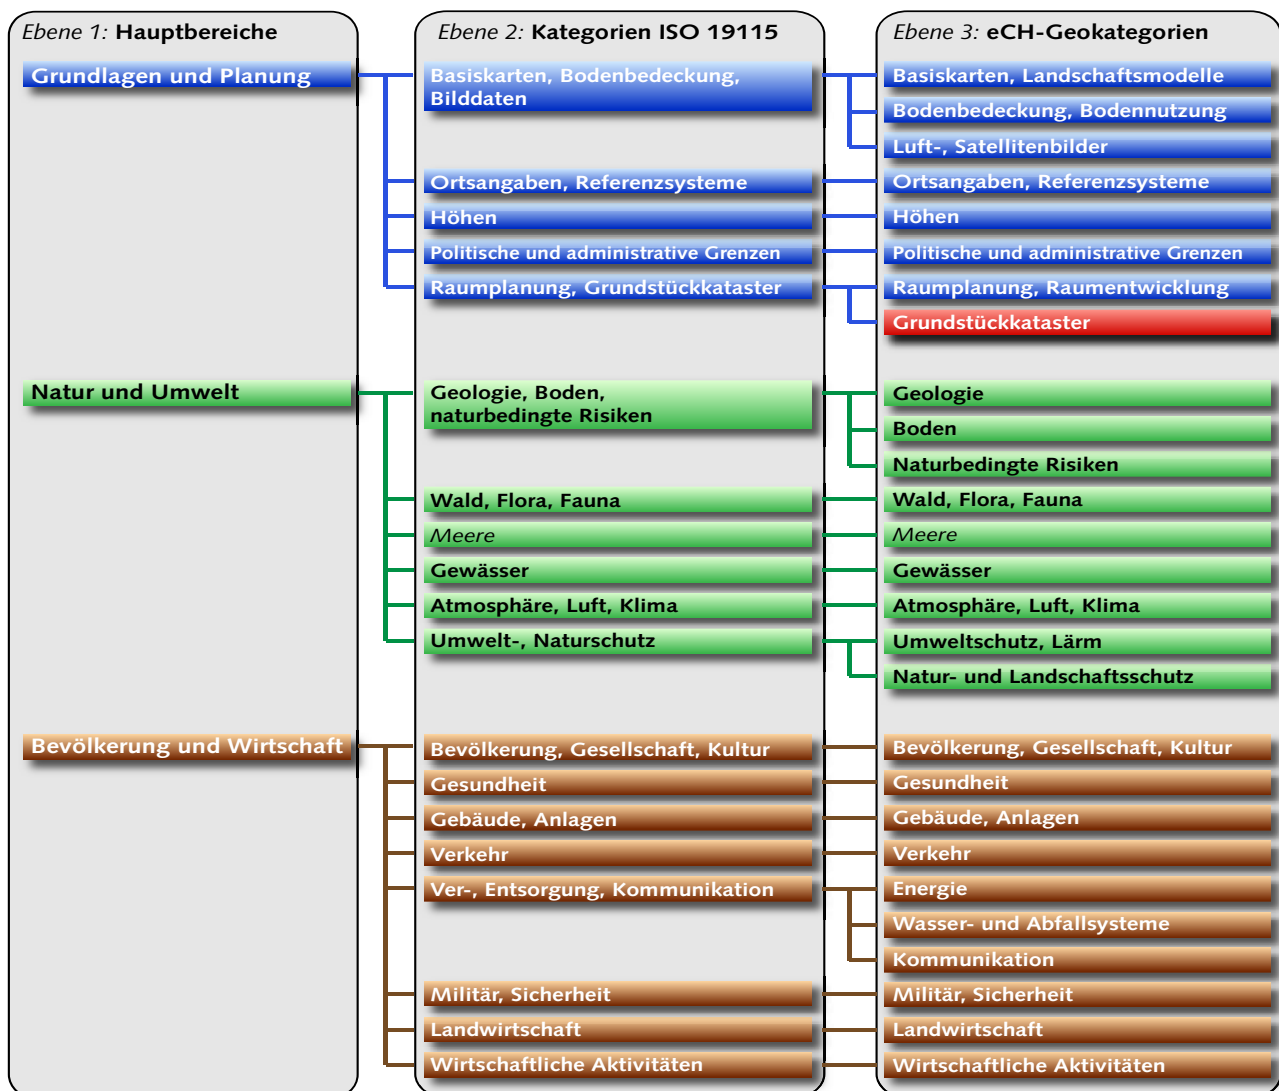 Ebene 1: Hauptbereiche
Grundlagen und Planung
Natur und Umwelt
Bevölkerung und Wirtschaft
Ebene 2: Kategorien ISO 19115
Basiskarten, Bodenbedeckung,
Bilddaten
Ortsangaben, Referenzsysteme
Höhen
Politische und administrative Grenzen
Raumplanung, Grundstückkataster
Geologie, Boden,
naturbedingte Risiken
Wald, Flora, Fauna
Meere
Gewässer
Atmosphäre, Luft, Klima
Umwelt-, Naturschutz
Bevölkerung, Gesellschaft, Kultur
Gesundheit
Gebäude, Anlagen
Verkehr
Ver-, Entsorgung, Kommunikation
Militär, Sicherheit
Landwirtschaft
Wirtschaftliche Aktivitäten
Ebene 3: eCH-Geokategorien
Basiskarten, Landschaftsmodelle
Bodenbedeckung, Bodennutzung
Luft-, Satellitenbilder
Ortsangaben, Referenzsysteme
Höhen
Politische und administrative Grenzen
Raumplanung, Raumentwicklung
Grundstückkataster
Geologie
Boden
Naturbedingte Risiken
Wald, Flora, Fauna
Meere
Gewässer
Atmosphäre, Luft, Klima
Umweltschutz, Lärm
Natur- und Landschaftsschutz
Bevölkerung, Gesellschaft, Kultur
Gesundheit
Gebäude, Anlagen
Verkehr
Energie
Wasser- und Abfallsysteme
Kommunikation
Militär, Sicherheit
Landwirtschaft
Wirtschaftliche Aktivitäten